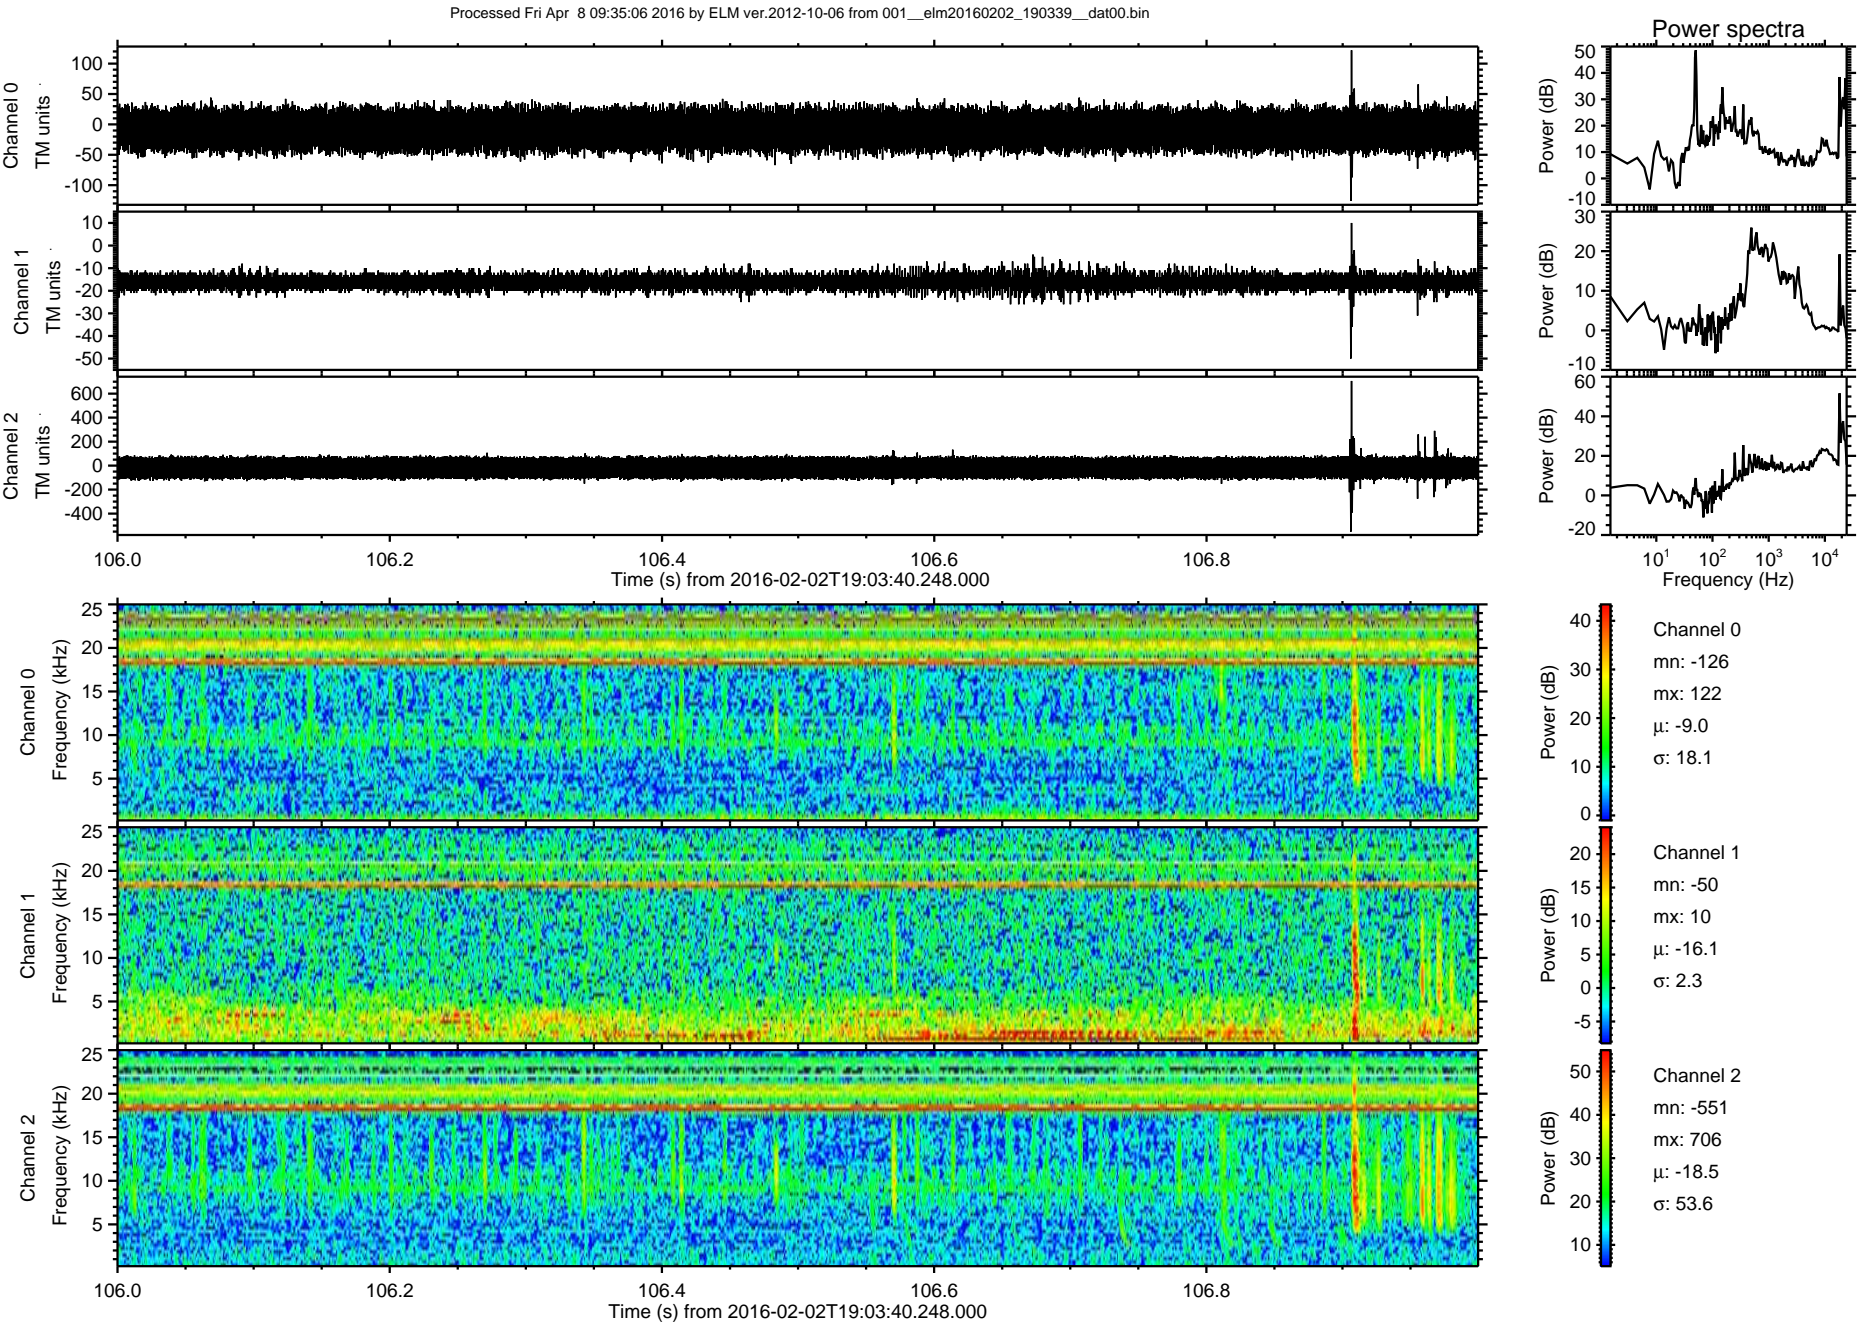 Processed Fri Apr  8 09:35:06 2016 by ELM ver.2012-10-06 from 001__elm20160202_190339__dat00.bin
Power spectra
Channel 0
TM units
100
50
0
-50
-100
Power (dB)
50
40
30
20
10
0
-10
Channel 1
TM units
10
0
-10
-20
-30
-40
-50
Power (dB)
30
20
10
0
-10
Channel 2
TM units
600
400
200
0
-200
-400
Power (dB)
60
40
20
0
-20
106.0 106.2 106.4 106.6 106.8
Time (s) from 2016-02-02T19:03:40.248.000
10¹ 10² 10³ 10⁴
Frequency (Hz)
Channel 0
Frequency (kHz)
25
20
15
10
5
Power (dB)
40
30
20
10
0
Channel 0
mn: -126
mx: 122
μ: -9.0
σ: 18.1
Channel 1
Frequency (kHz)
25
20
15
10
5
Power (dB)
20
15
10
5
0
-5
Channel 1
mn: -50
mx: 10
μ: -16.1
σ: 2.3
Channel 2
Frequency (kHz)
25
20
15
10
5
Power (dB)
50
40
30
20
10
Channel 2
mn: -551
mx: 706
μ: -18.5
σ: 53.6
106.0 106.2 106.4 106.6 106.8
Time (s) from 2016-02-02T19:03:40.248.000